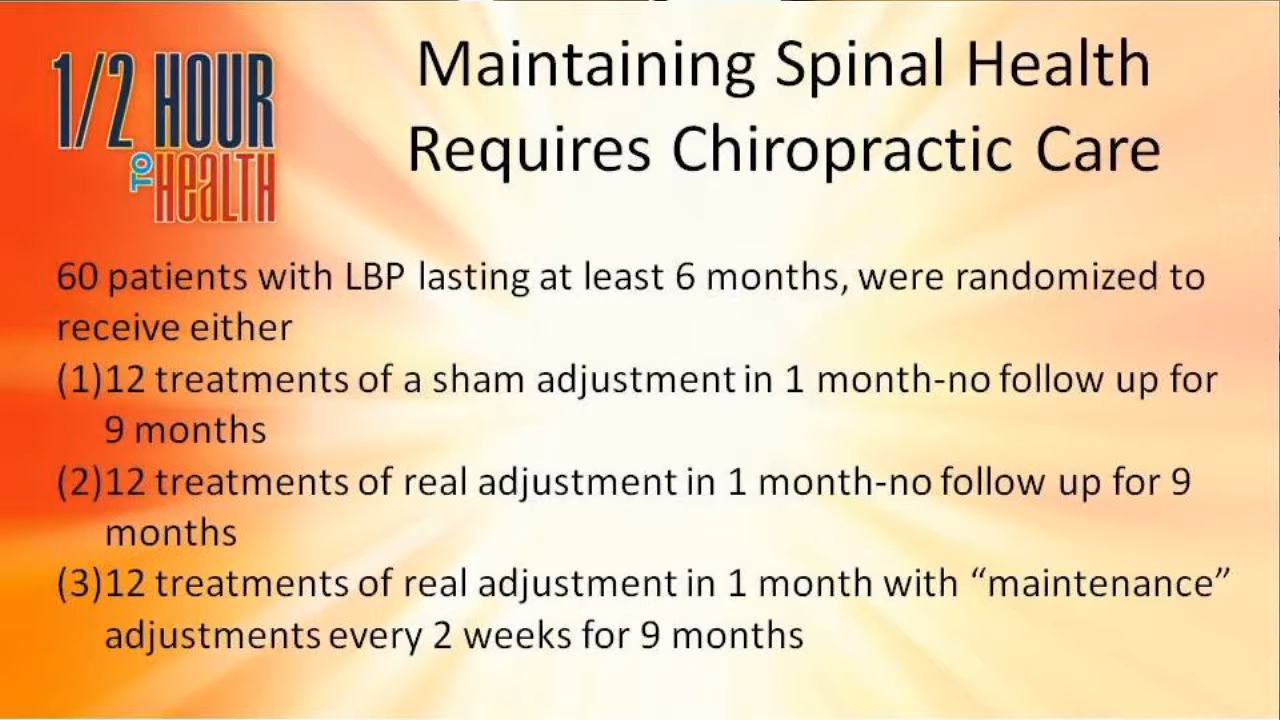 1/2 HOUR
TO
HEALTH
Maintaining Spinal Health
Requires Chiropractic Care
60 patients with LBP lasting at least 6 months, were randomized to
receive either
(1)12 treatments of a sham adjustment in 1 month-no follow up for
9 months
(2)12 treatments of real adjustment in 1 month-no follow up for 9
months
(3)12 treatments of real adjustment in 1 month with “maintenance”
adjustments every 2 weeks for 9 months